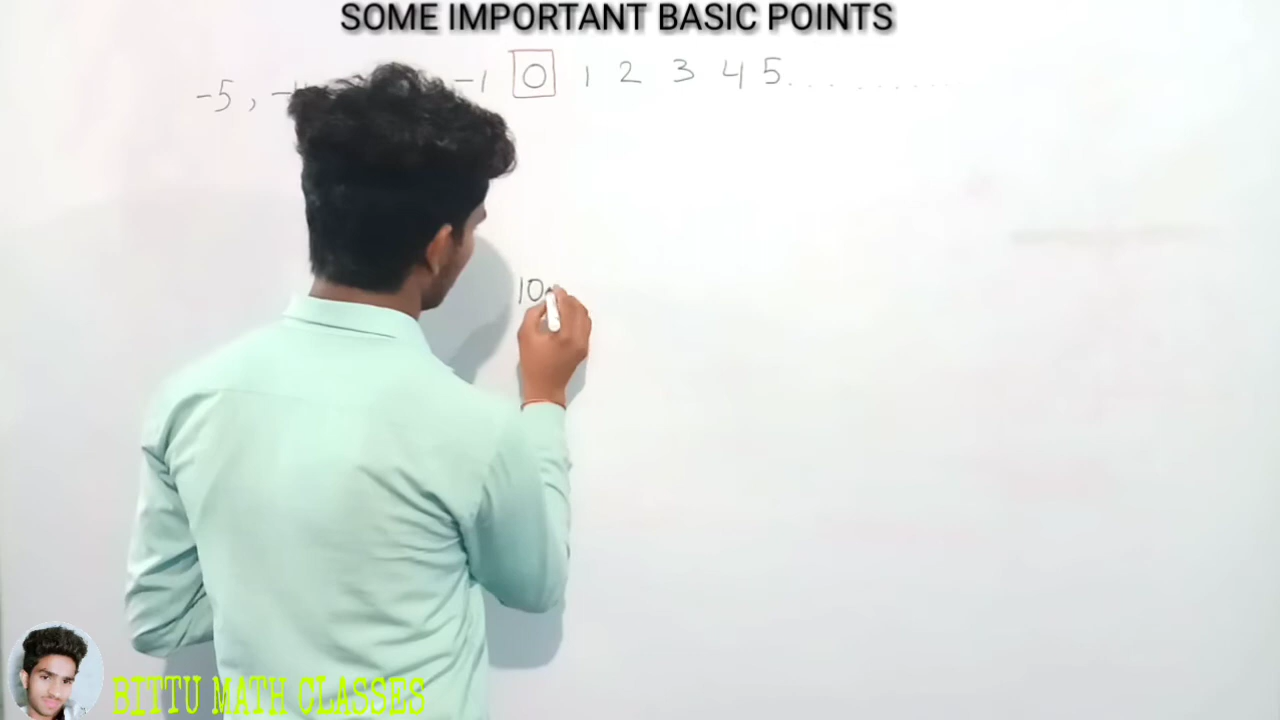 SOME IMPORTANT BASIC POINTS
-5, -1 0 1 2 3 4 5..........
10
BITTU MATH CLASSES